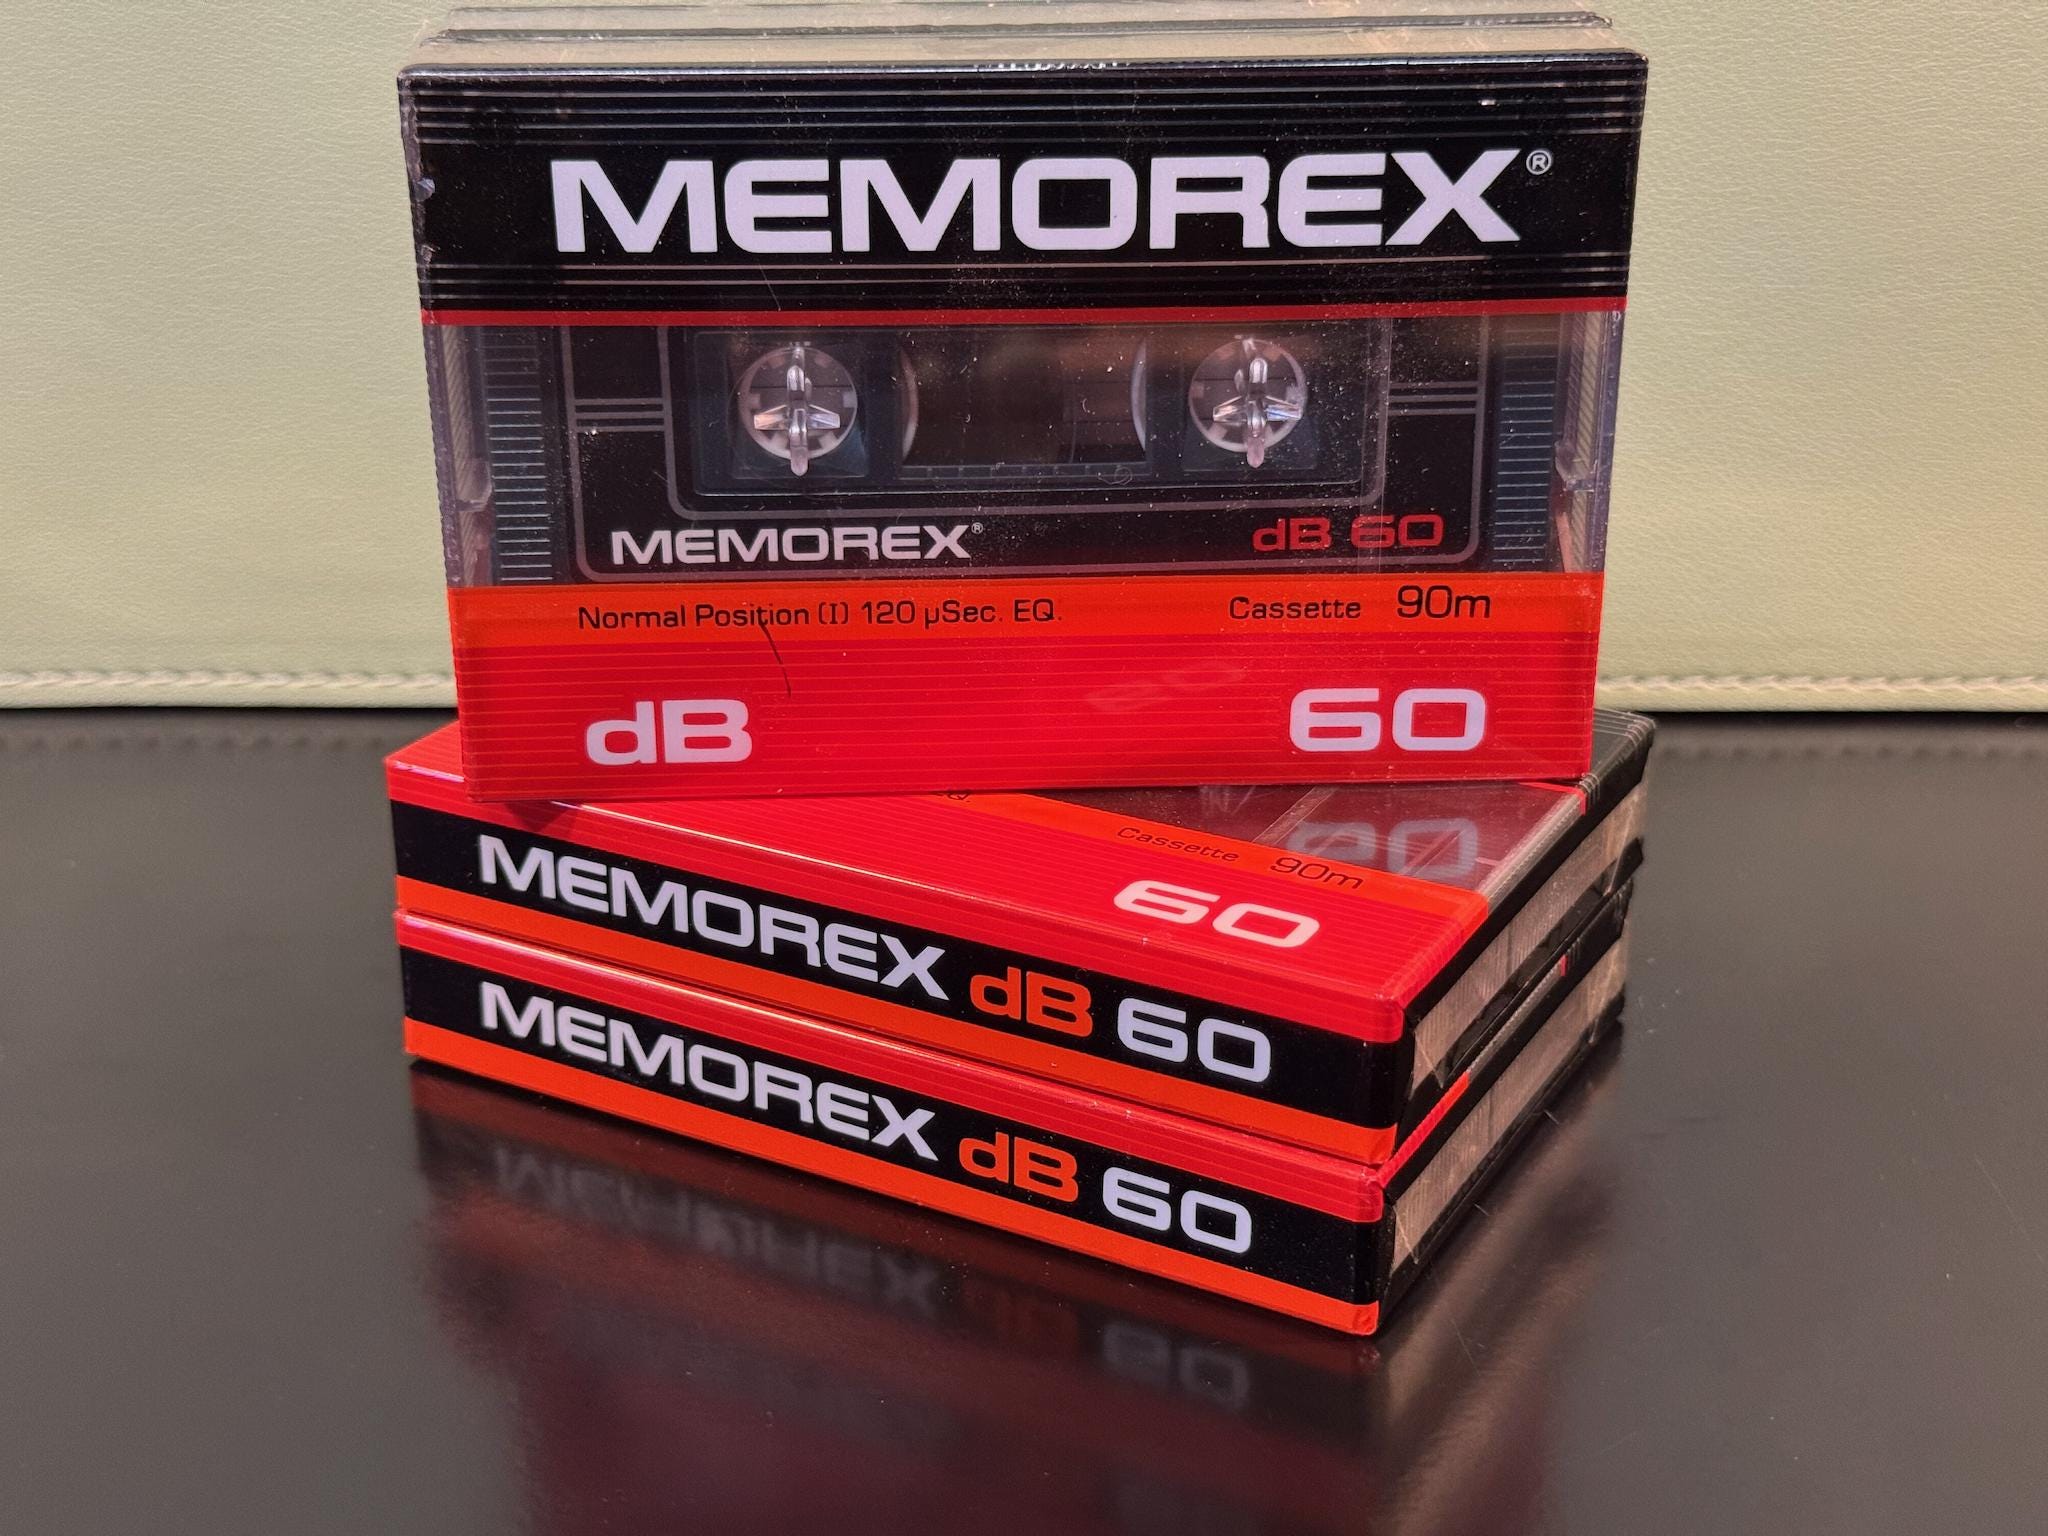 MEMOREX®
MEMOREX® dB 60
Normal Position (I) 120 µSec. EQ. Cassette 90m
dB 60
EQ. Cassette 90m
60
MEMOREX dB 60
MEMOREX dB 60